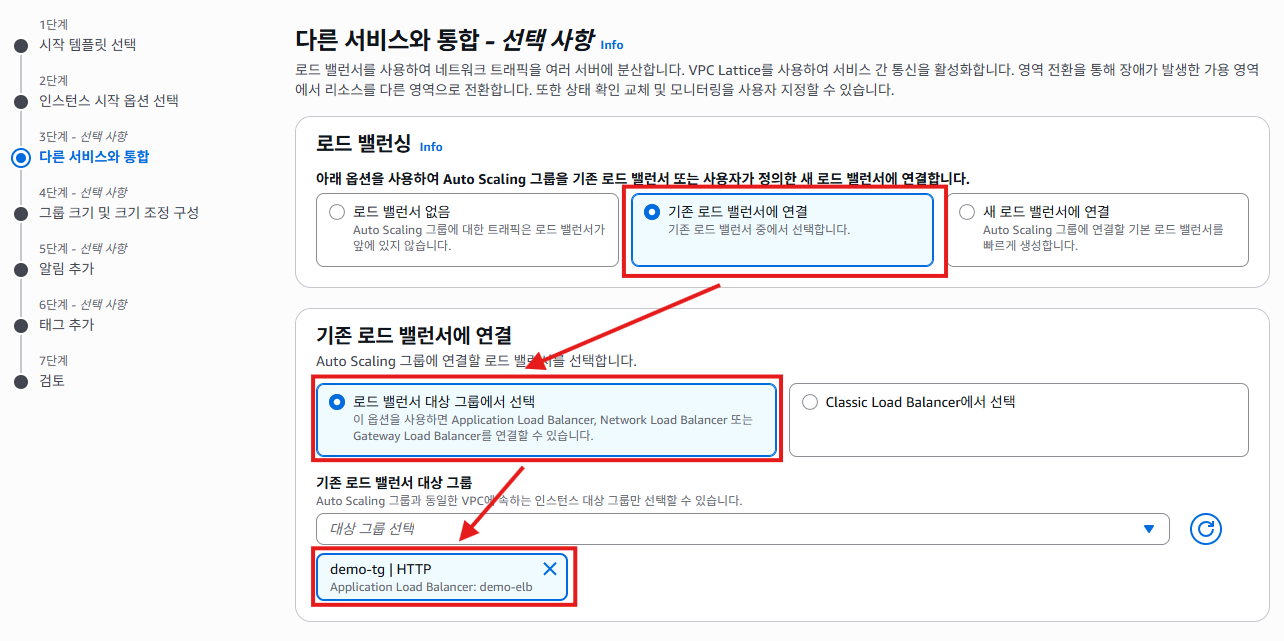 1단계
시작 템플릿 선택
2단계
인스턴스 시작 옵션 선택
3단계 - 선택 사항
다른 서비스와 통합
4단계 - 선택 사항
그룹 크기 및 크기 조정 구성
5단계 - 선택 사항
알림 추가
6단계 - 선택 사항
태그 추가
7단계
검토
다른 서비스와 통합 - 선택 사항 Info
로드 밸런서를 사용하여 네트워크 트래픽을 여러 서버에 분산합니다. VPC Lattice를 사용하여 서비스 간 통신을 활성화합니다. 영역 전환을 통해 장애가 발생한 가용 영역
에서 리소스를 다른 영역으로 전환합니다. 또한 상태 확인 교체 및 모니터링을 사용자 지정할 수 있습니다.
로드 밸런싱 Info
아래 옵션을 사용하여 Auto Scaling 그룹을 기존 로드 밸런서 또는 사용자가 정의한 새 로드 밸런서에 연결합니다.
로드 밸런서 없음
Auto Scaling 그룹에 대한 트래픽은 로드 밸런서가
앞에 있지 않습니다.
기존 로드 밸런서에 연결
기존 로드 밸런서 중에서 선택합니다.
새 로드 밸런서에 연결
Auto Scaling 그룹에 연결할 기본 로드 밸런서를
빠르게 생성합니다.
기존 로드 밸런서에 연결
Auto Scaling 그룹에 연결할 로드 밸런서를 선택합니다.
로드 밸런서 대상 그룹에서 선택
이 옵션을 사용하면 Application Load Balancer, Network Load Balancer 또는
Gateway Load Balancer를 연결할 수 있습니다.
Classic Load Balancer에서 선택
기존 로드 밸런서 대상 그룹
Auto Scaling 그룹과 동일한 VPC에 속하는 인스턴스 대상 그룹만 선택할 수 있습니다.
대상 그룹 선택
demo-tg | HTTP
Application Load Balancer: demo-elb